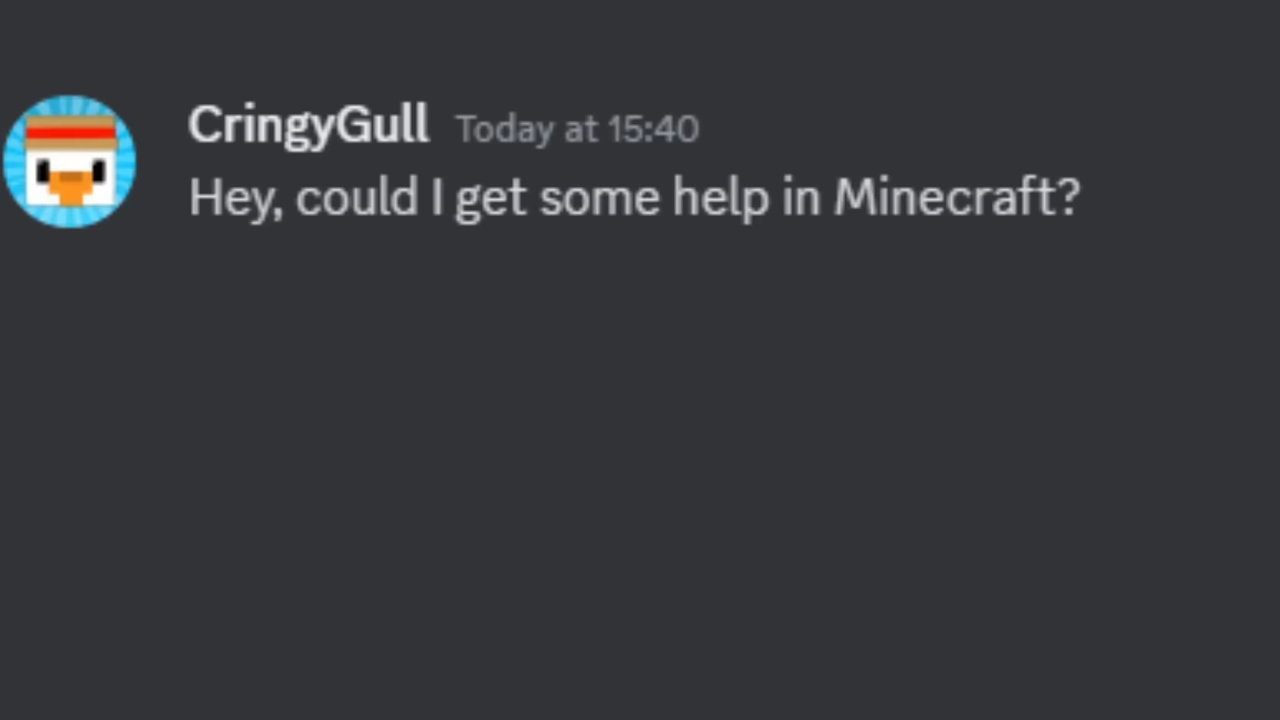 CringyGull Today at 15:40
Hey, could I get some help in Minecraft?